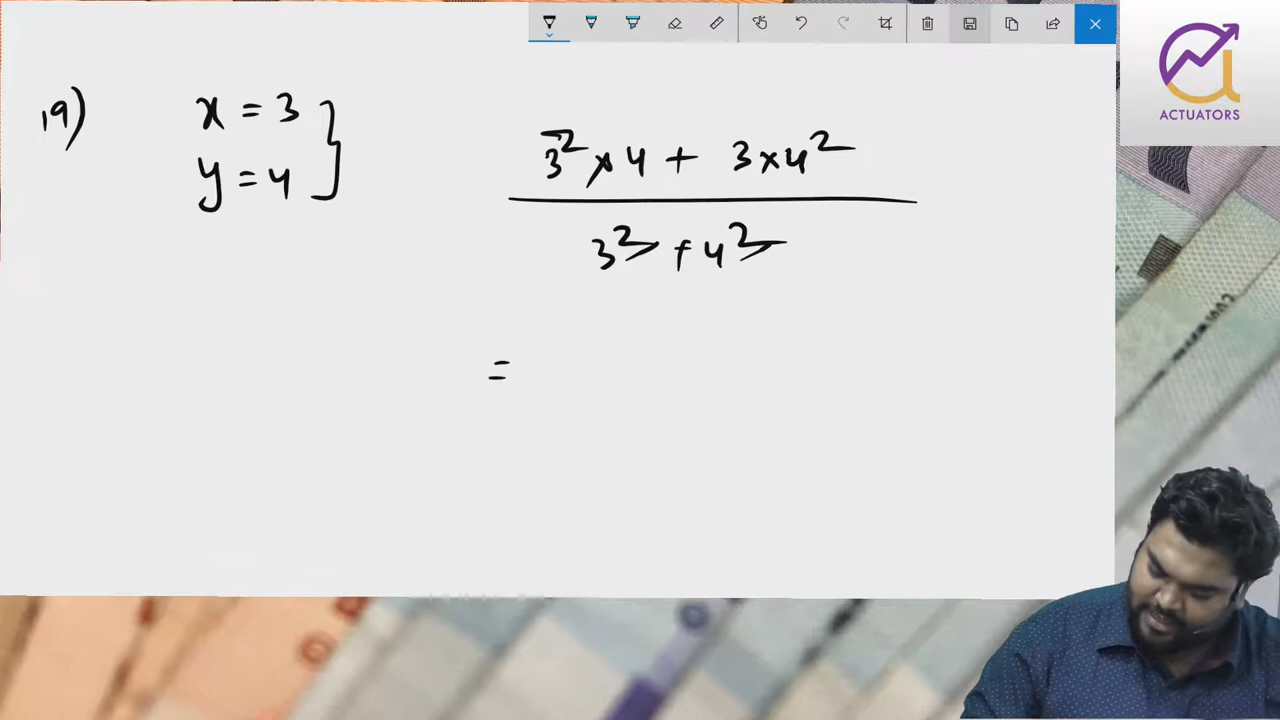 19)
x = 3
y = 4
3² × 4 + 3 × 4²
3² + 4²
=
ACTUATORS